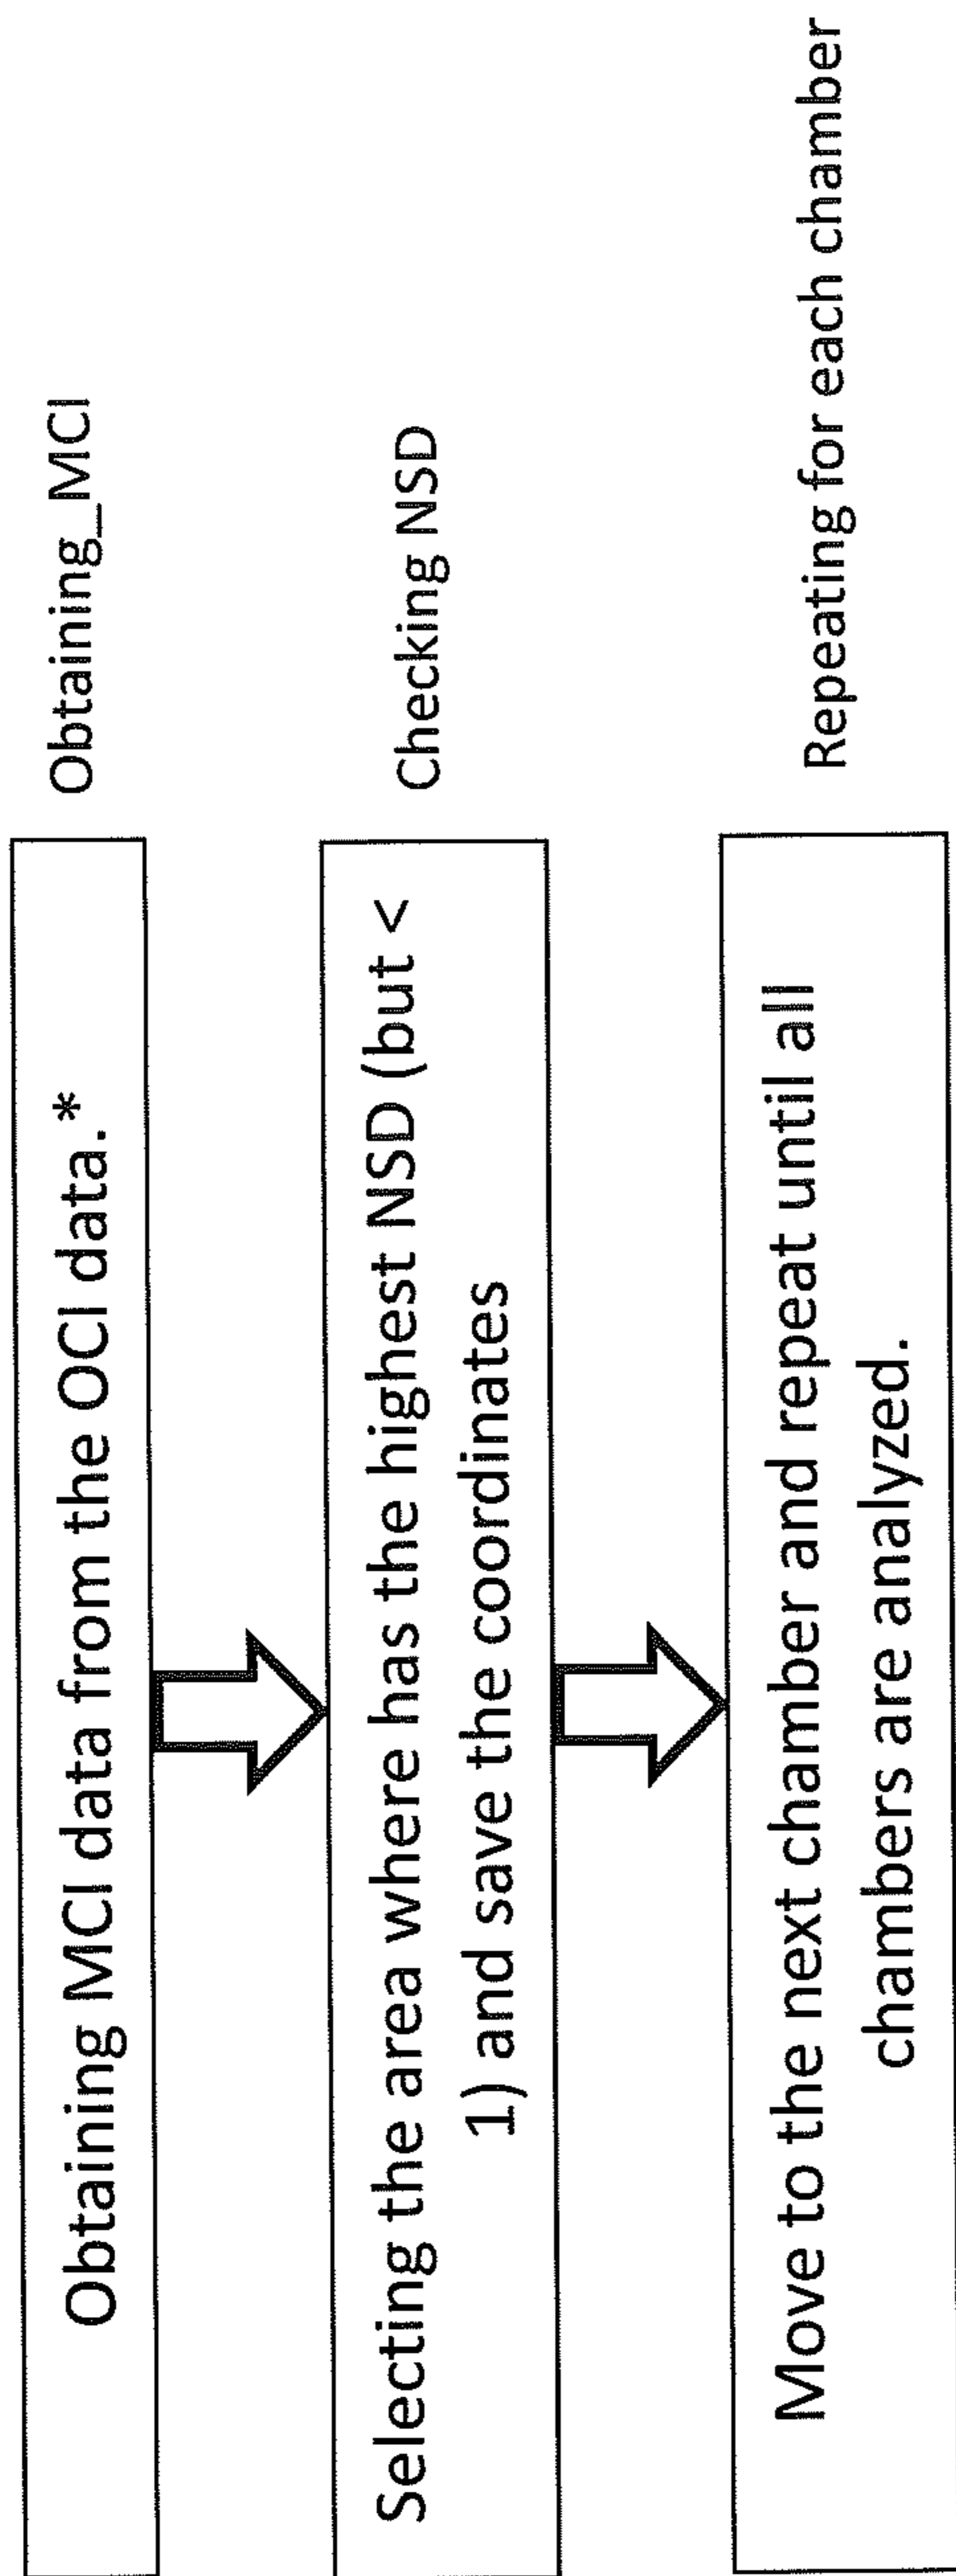 Obtaining MCI data from the OCI data.*
Obtaining_MCI
Selecting the area where has the highest NSD (but <
1) and save the coordinates
Checking NSD
Move to the next chamber and repeat until all
chambers are analyzed.
Repeating for each chamber